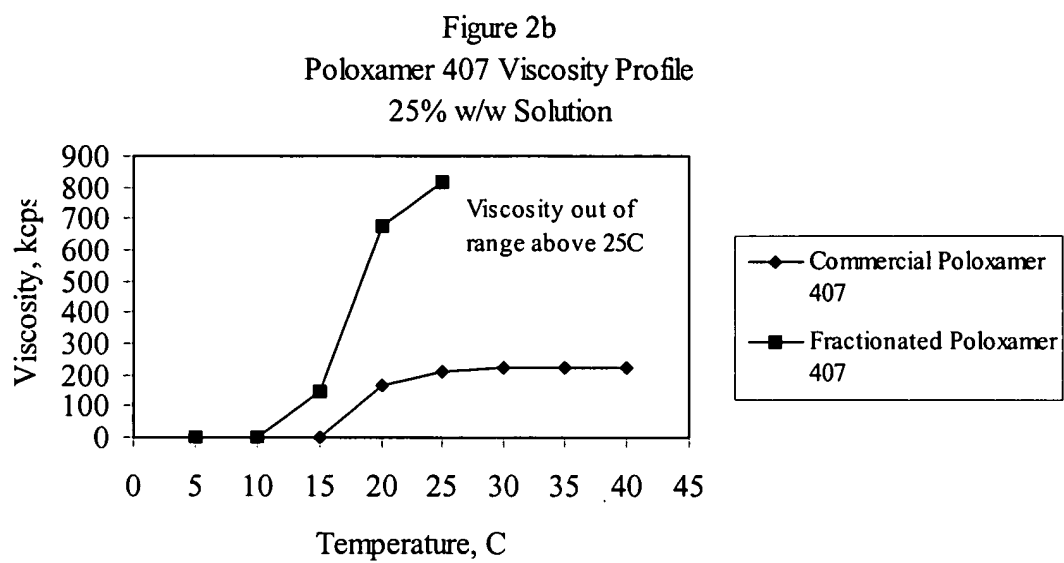 Figure 2b
Poloxamer 407 Viscosity Profile
25% w/w Solution
Viscosity, kcps
900
800
700
600
500
400
300
200
100
0
Viscosity out of
range above 25C
0 5 10 15 20 25 30 35 40 45
Temperature, C
Commercial Poloxamer
407
Fractionated Poloxamer
407